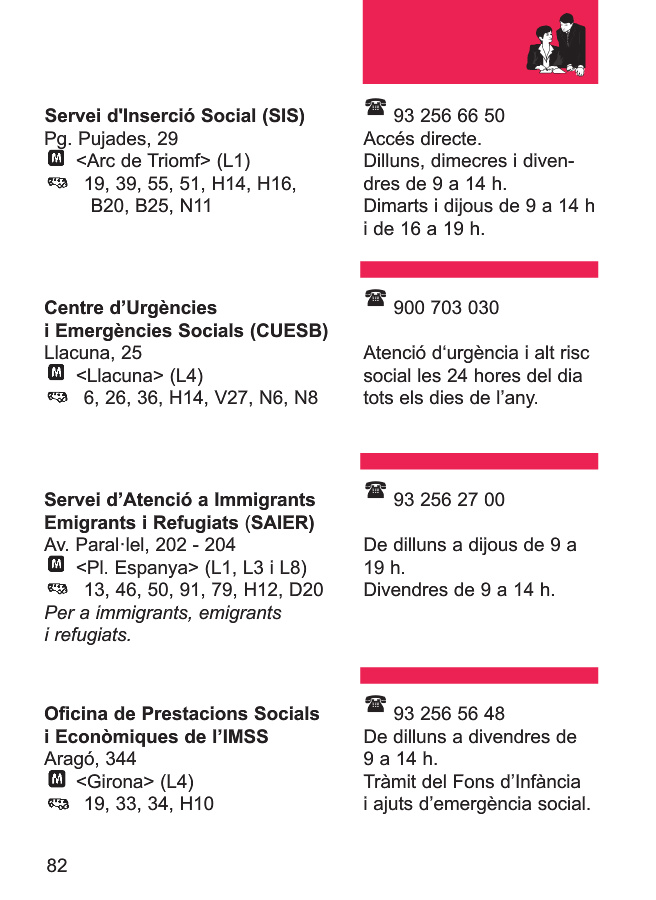 Servei d'Inserció Social (SIS)
Pg. Pujades, 29
M <Arc de Triomf> (L1)
19, 39, 55, 51, H14, H16,
B20, B25, N11
93 256 66 50
Accés directe.
Dilluns, dimecres i diven-
dres de 9 a 14 h.
Dimarts i dijous de 9 a 14 h
i de 16 a 19 h.
Centre d’Urgències
i Emergències Socials (CUESB)
Llacuna, 25
M <Llacuna> (L4)
6, 26, 36, H14, V27, N6, N8
900 703 030
Atenció d‘urgència i alt risc
social les 24 hores del dia
tots els dies de l’any.
Servei d’Atenció a Immigrants
Emigrants i Refugiats (SAIER)
Av. Paral·lel, 202 - 204
M <Pl. Espanya> (L1, L3 i L8)
13, 46, 50, 91, 79, H12, D20
Per a immigrants, emigrants
i refugiats.
93 256 27 00
De dilluns a dijous de 9 a
19 h.
Divendres de 9 a 14 h.
Oficina de Prestacions Socials
i Econòmiques de l’IMSS
Aragó, 344
M <Girona> (L4)
19, 33, 34, H10
93 256 56 48
De dilluns a divendres de
9 a 14 h.
Tràmit del Fons d’Infància
i ajuts d’emergència social.
82